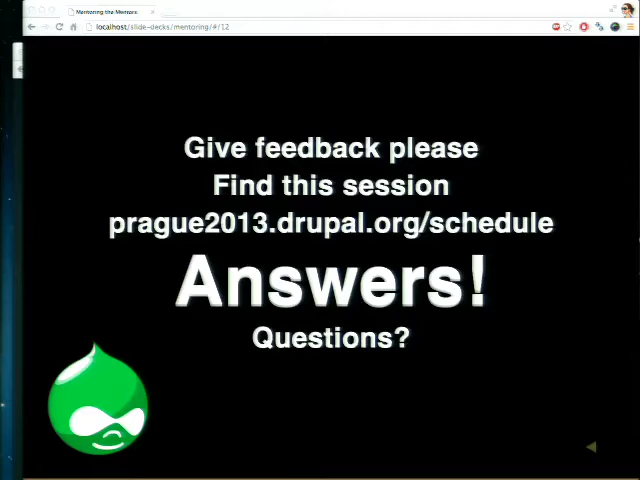 Mentoring the Mentors
localhost/slide-decks/mentoring/#/12
Give feedback please
Find this session
prague2013.drupal.org/schedule
Answers!
Questions?